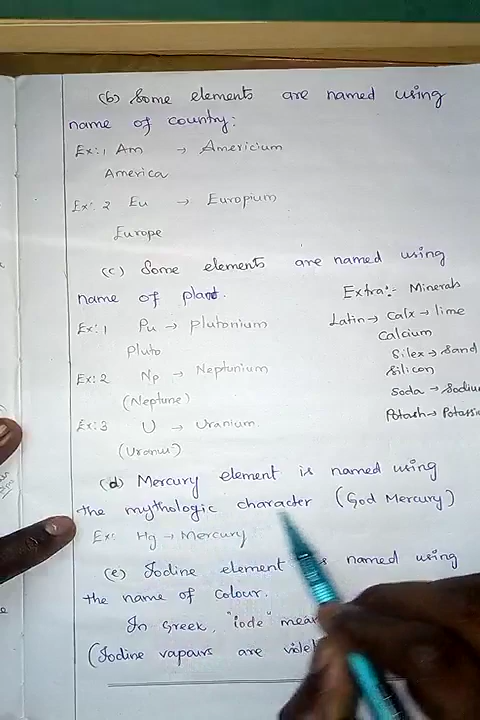 (b) Some elements are named using
name of country:
Ex: 1 Am → Americium
America
Ex: 2 Eu → Europium
Europe
(c) Some elements are named using
name of planet.
Extra:- Minerals
Ex: 1 Pu → Plutonium
Latin → Calx → lime
Calcium
Pluto
Silex → Sand
Ex: 2 Np → Neptunium
Silicon
(Neptune)
Soda → Sodiu
Ex: 3 U → Uranium.
Potash → Potassi
(Uranus)
(d) Mercury element is named using
the mythologic character (God Mercury)
Ex: Hg → Mercury
(e) Iodine element is named using
the name of colour.
In Greek, "iode" mea
(Iodine vapours are viole